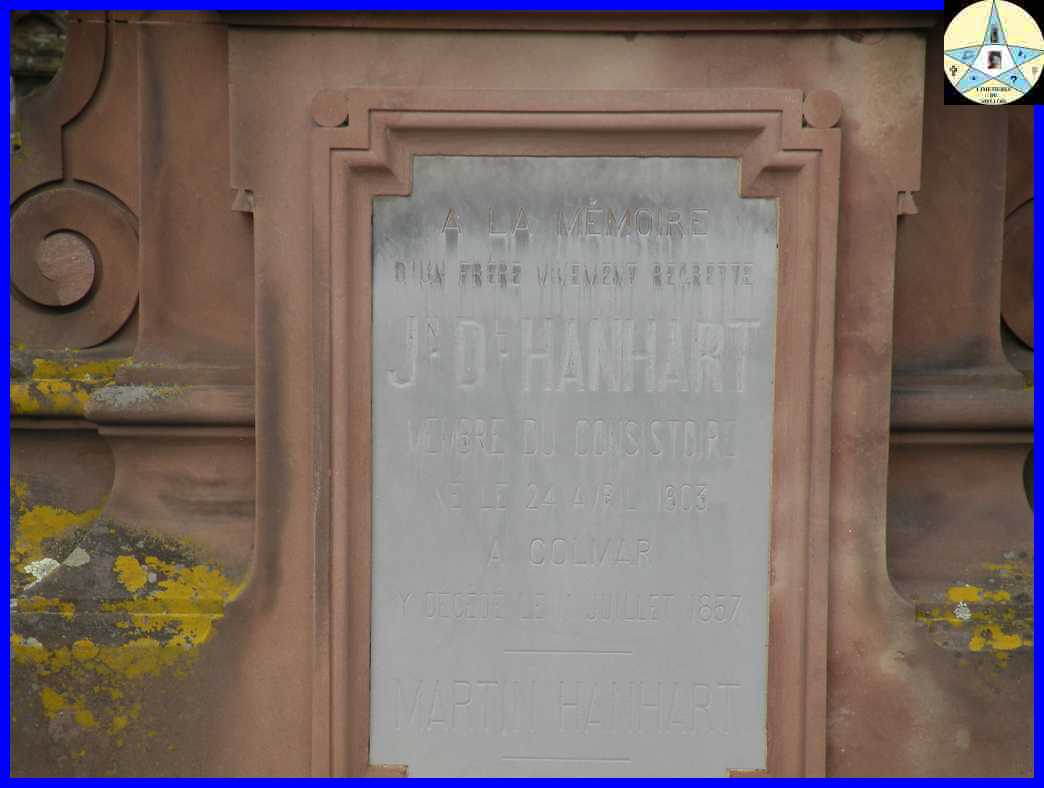 A LA MÉMOIRE
D'UN FRÈRE VIVEMENT REGRETTÉ
JN DL HANHART
MEMBRE DU CONSISTOIRE
NÉ LE 24 AVRIL 1803
A COLMAR
Y DÉCÉDÉ LE JUILLET 1857
MARTIN HANHART